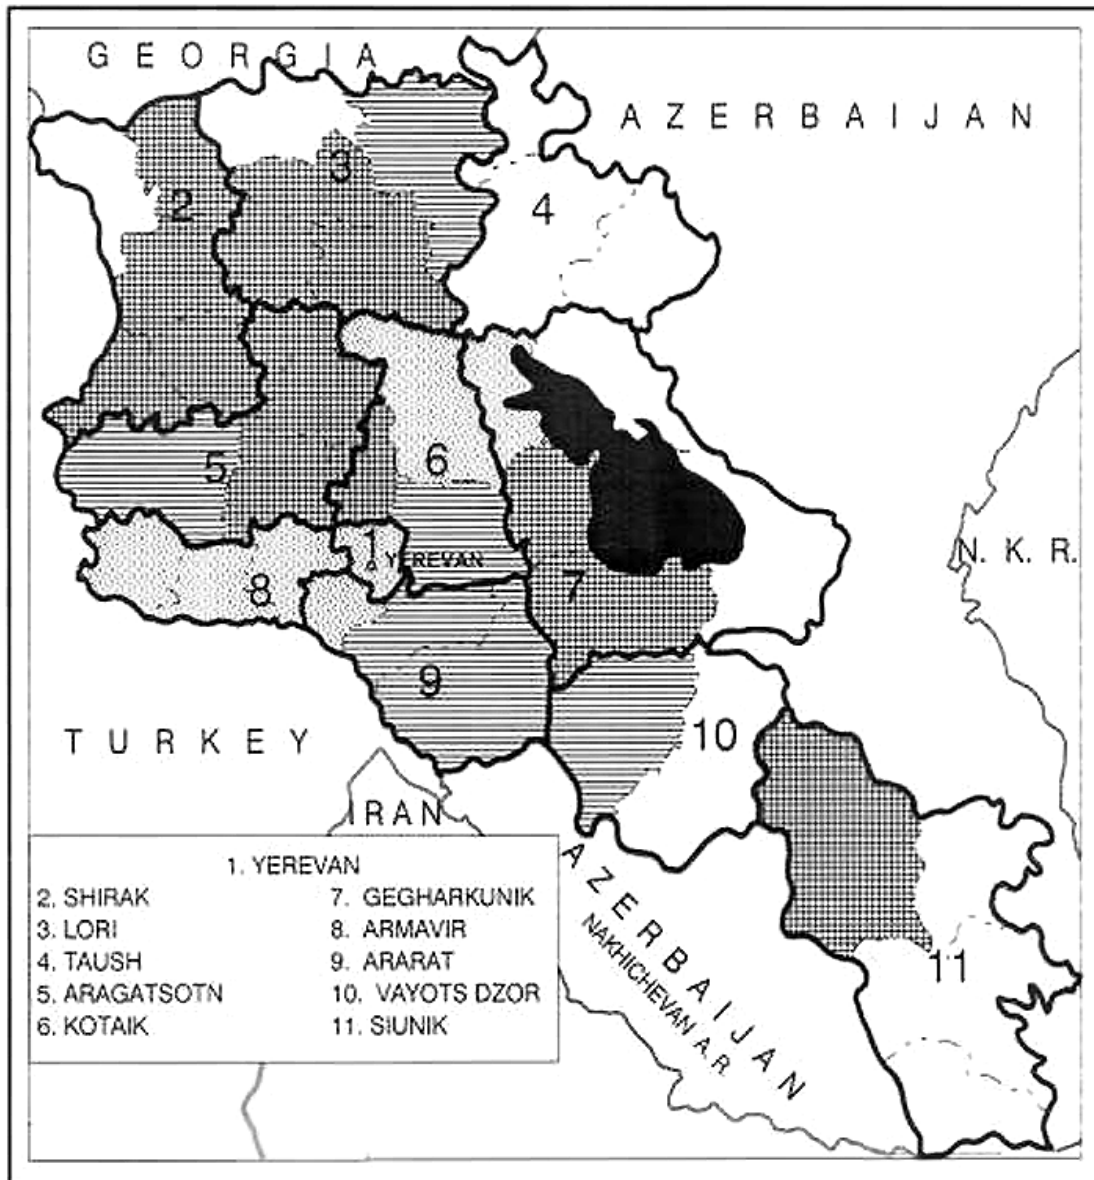 GEORGIA
AZERBAIJAN
3
2
4
5
6
1
YEREVAN
N. K. R.
8
7
9
TURKEY
10
IRAN
1. YEREVAN
2. SHIRAK
3. LORI
4. TAUSH
5. ARAGATSOTN
6. KOTAIK
7. GEGHARKUNIK
8. ARMAVIR
9. ARARAT
10. VAYOTS DZOR
11. SIUNIK
AZERBAIJAN
NAKHICHEVAN A.R.
11